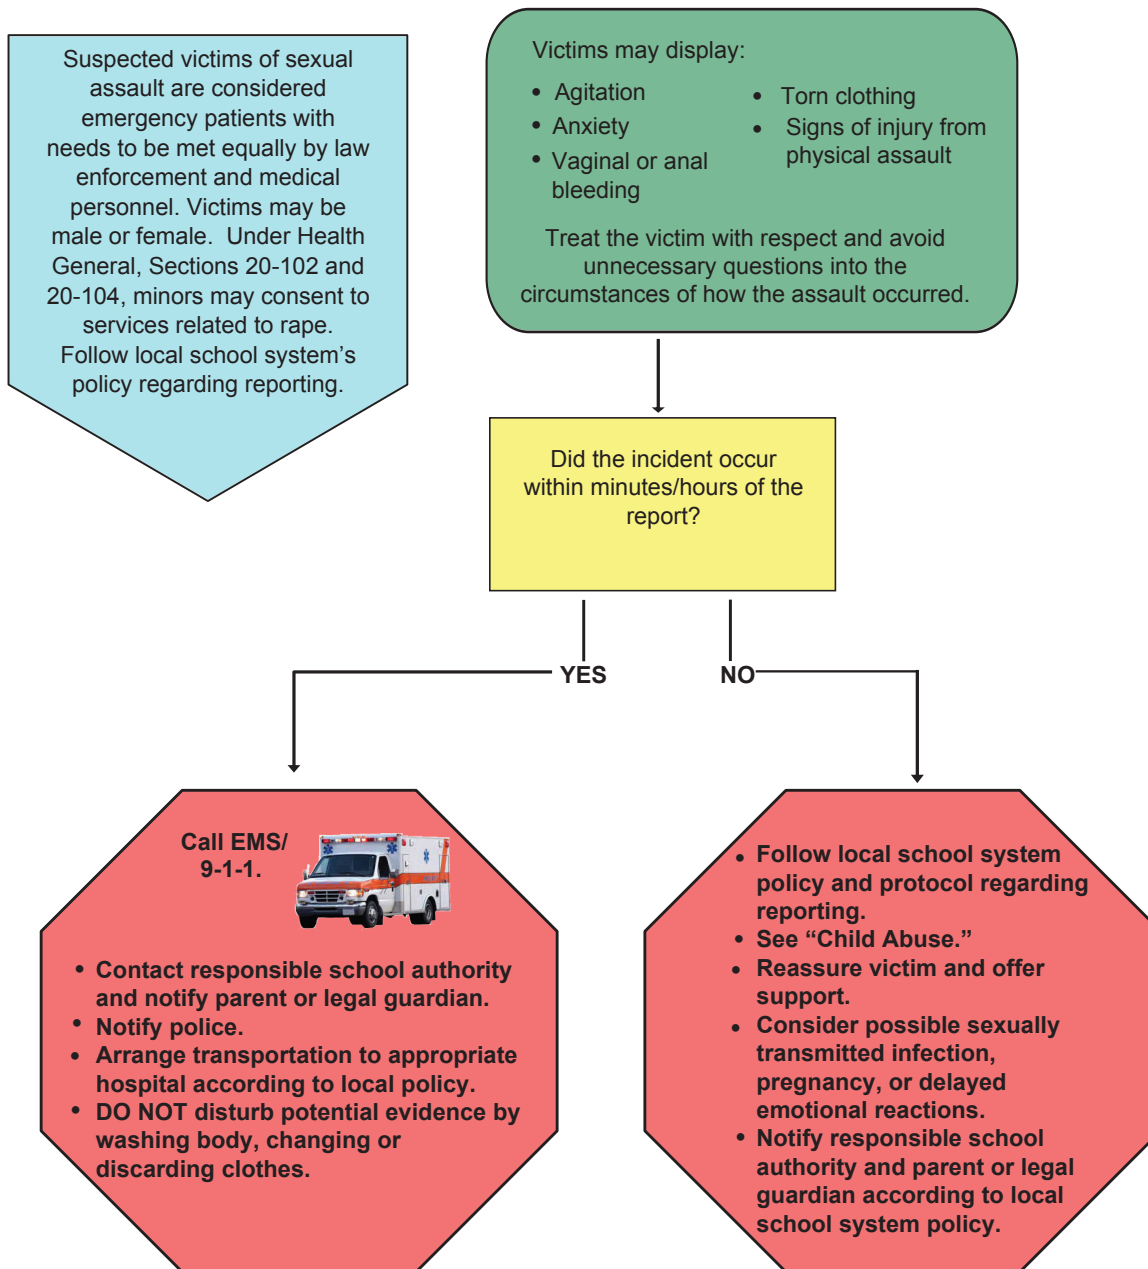 Suspected victims of sexual
assault are considered
emergency patients with
needs to be met equally by law
enforcement and medical
personnel. Victims may be
male or female.  Under Health
General, Sections 20-102 and
20-104, minors may consent to
services related to rape.
Follow local school system's
policy regarding reporting.
Victims may display:
• Agitation
• Anxiety
• Vaginal or anal
bleeding
• Torn clothing
• Signs of injury from
physical assault
Treat the victim with respect and avoid
unnecessary questions into the
circumstances of how the assault occurred.
Did the incident occur
within minutes/hours of the
report?
YES
NO
Call EMS/
9-1-1.
• Contact responsible school authority
and notify parent or legal guardian.
• Notify police.
• Arrange transportation to appropriate
hospital according to local policy.
• DO NOT disturb potential evidence by
washing body, changing or
discarding clothes.
• Follow local school system
policy and protocol regarding
reporting.
• See “Child Abuse.”
• Reassure victim and offer
support.
• Consider possible sexually
transmitted infection,
pregnancy, or delayed
emotional reactions.
• Notify responsible school
authority and parent or legal
guardian according to local
school system policy.